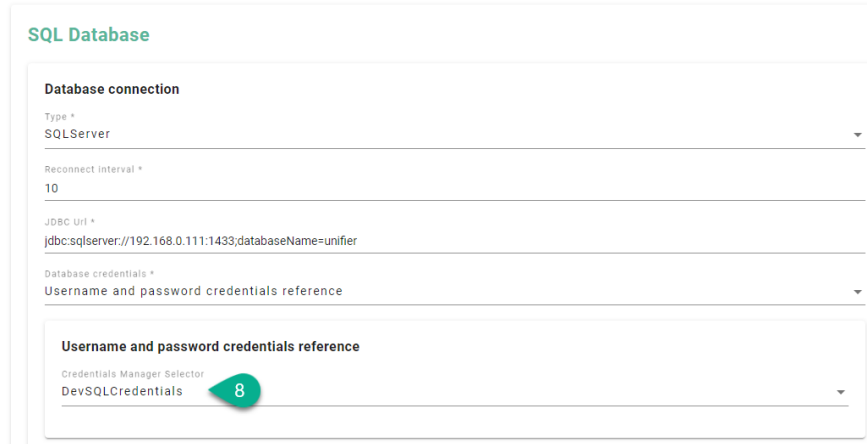 SQL Database
Database connection
Type *
SQLServer
Reconnect interval *
10
JDBC Url *
jdbc:sqlserver://192.168.0.111:1433;databaseName=unifier
Database credentials *
Username and password credentials reference
Username and password credentials reference
Credentials Manager Selector
DevSQLCredentials 8